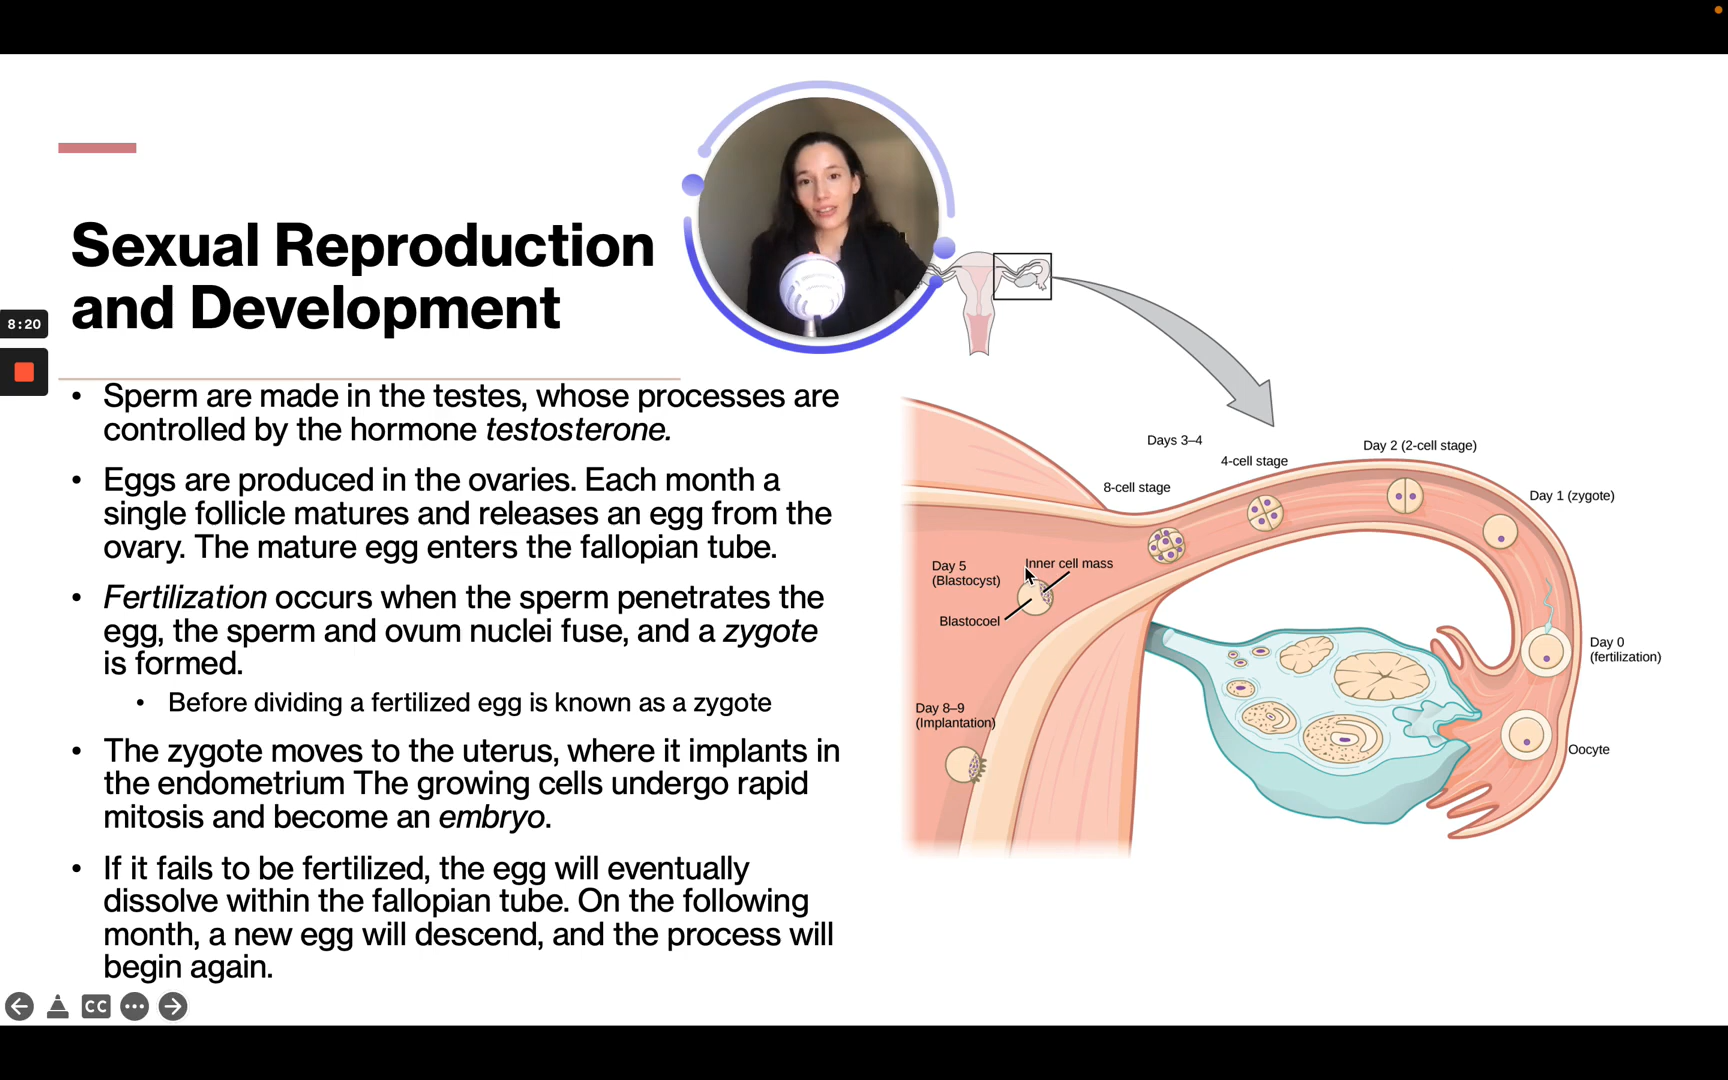 Sexual Reproduction
and Development
8:20
• Sperm are made in the testes, whose processes are
controlled by the hormone testosterone.
• Eggs are produced in the ovaries. Each month a
single follicle matures and releases an egg from the
ovary. The mature egg enters the fallopian tube.
• Fertilization occurs when the sperm penetrates the
egg, the sperm and ovum nuclei fuse, and a zygote
is formed.
• Before dividing a fertilized egg is known as a zygote
• The zygote moves to the uterus, where it implants in
the endometrium The growing cells undergo rapid
mitosis and become an embryo.
• If it fails to be fertilized, the egg will eventually
dissolve within the fallopian tube. On the following
month, a new egg will descend, and the process will
begin again.
CC
Days 3–4
4-cell stage
8-cell stage
Day 2 (2-cell stage)
Day 1 (zygote)
Day 5
(Blastocyst)
Inner cell mass
Blastocoel
Day 0
(fertilization)
Day 8–9
(Implantation)
Oocyte